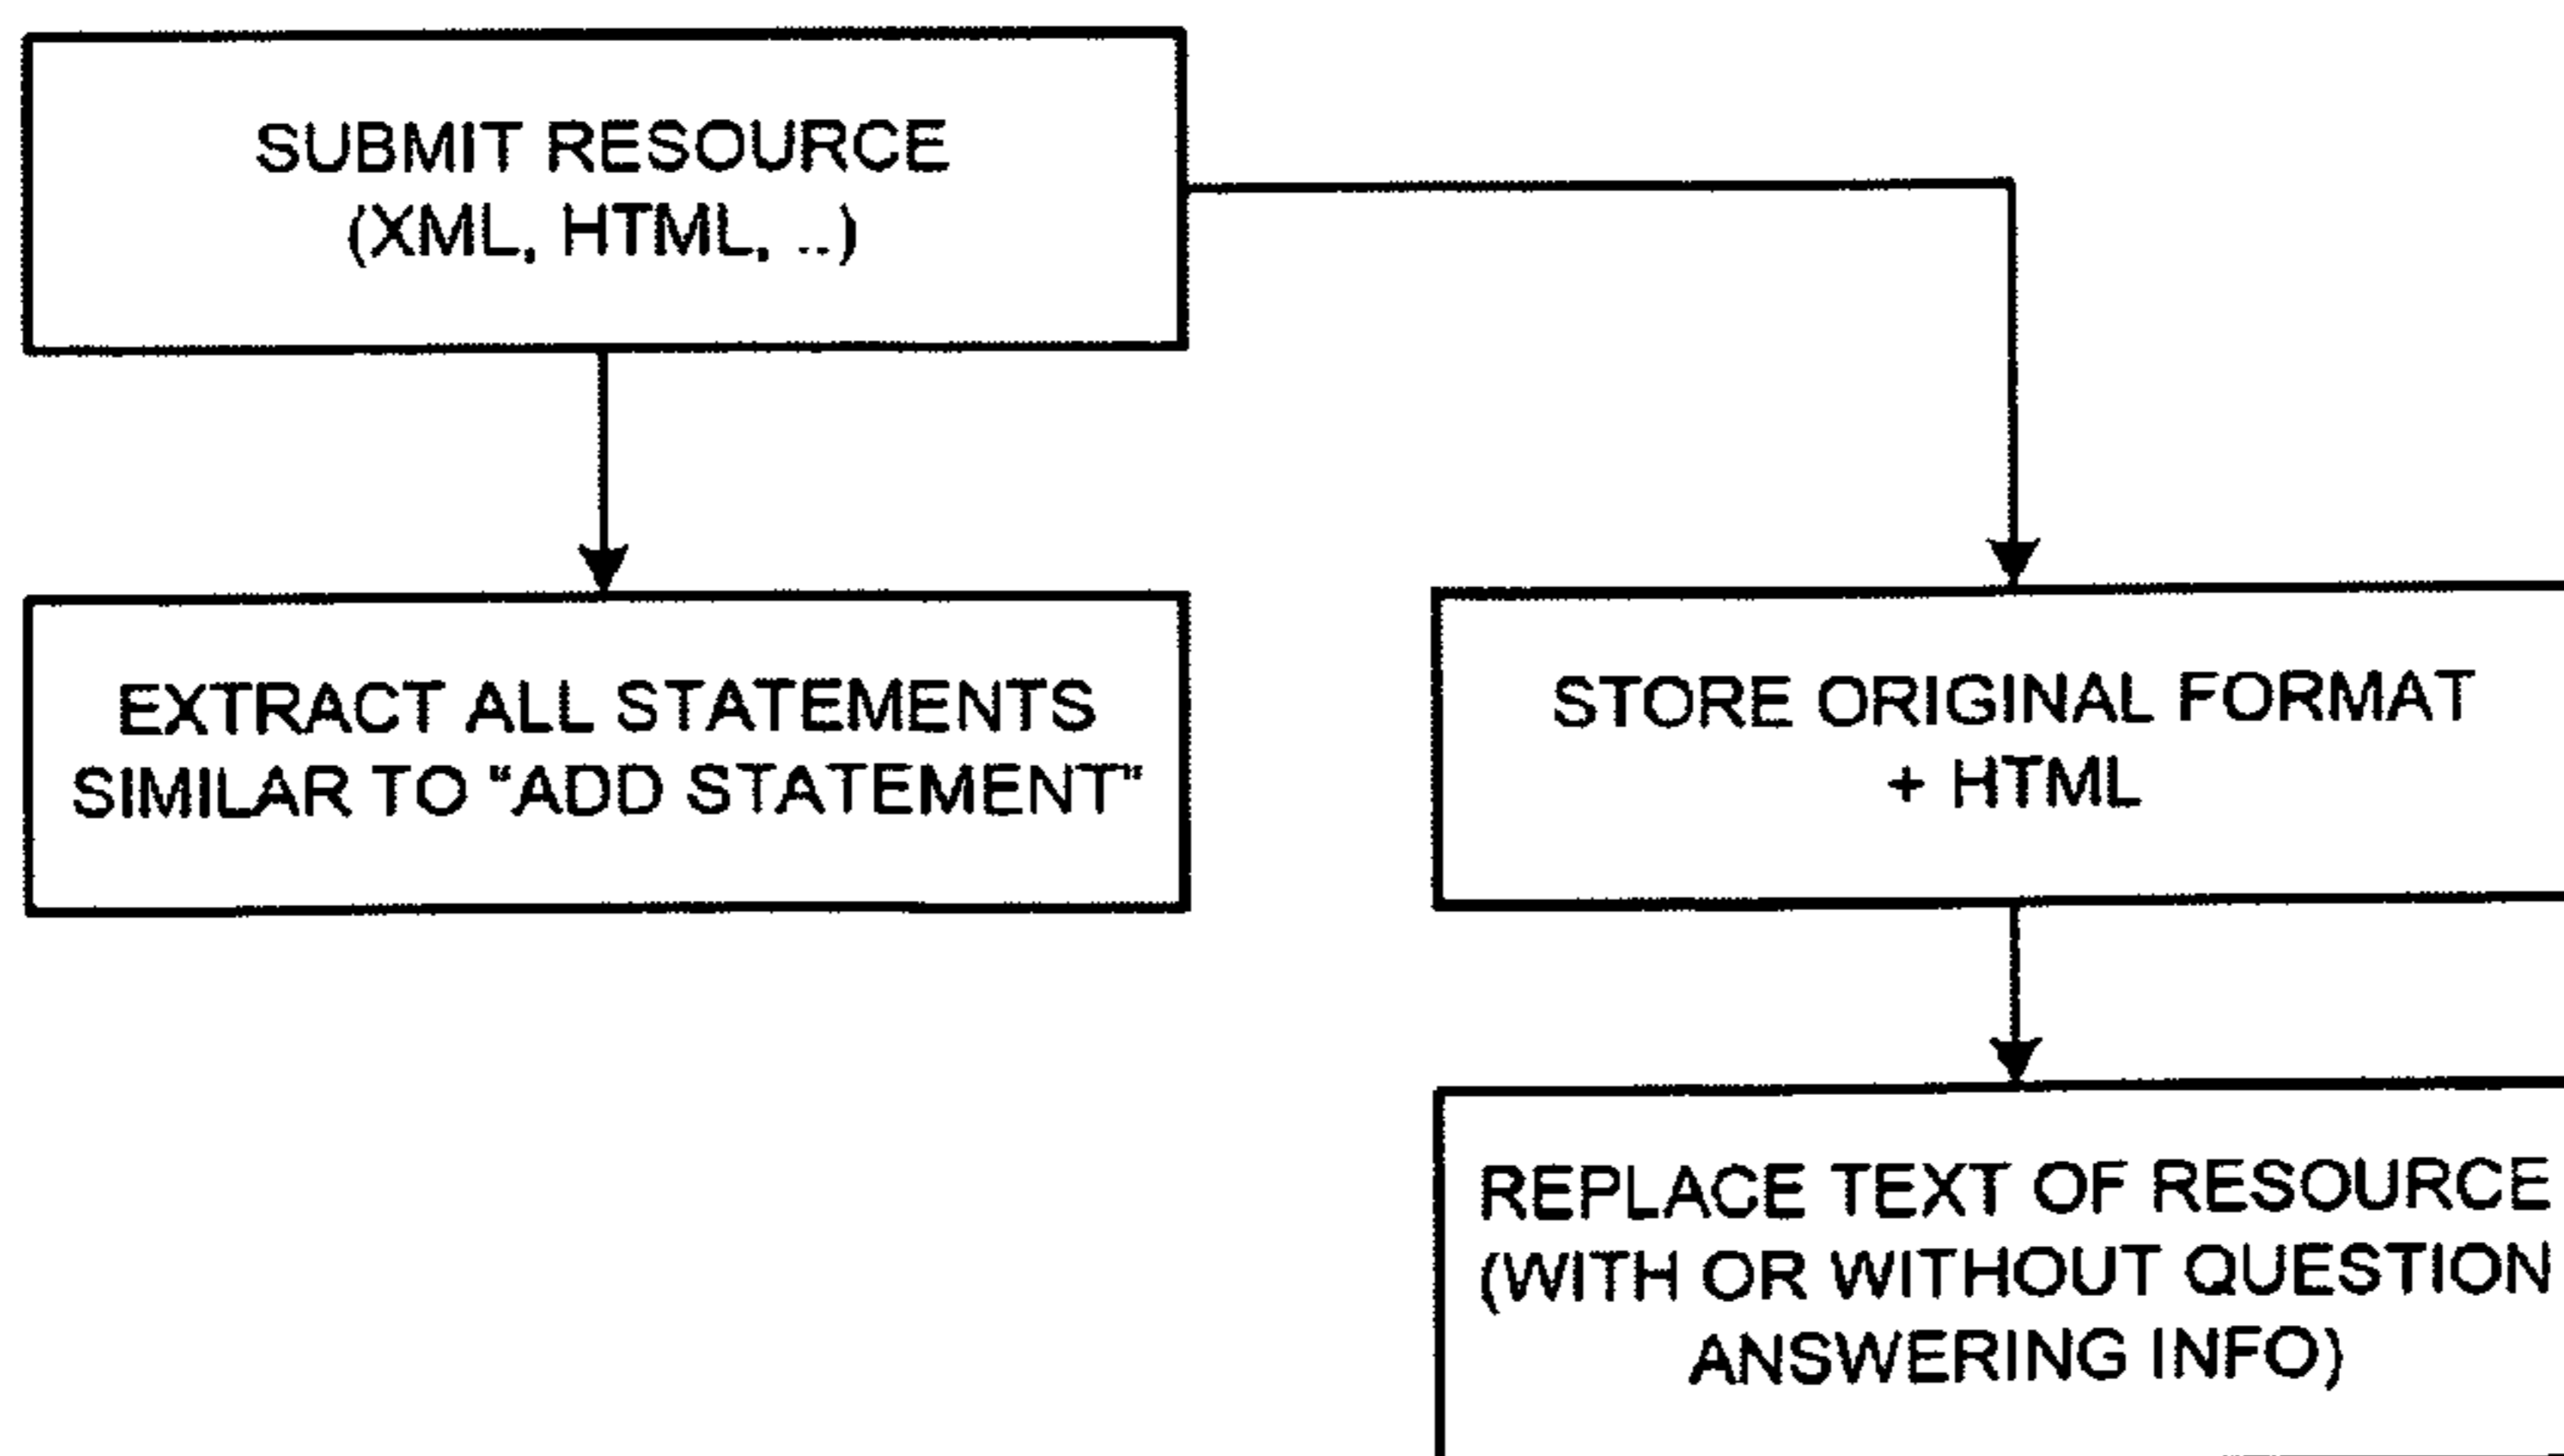 SUBMIT RESOURCE
(XML, HTML, ..)
EXTRACT ALL STATEMENTS
SIMILAR TO "ADD STATEMENT"
STORE ORIGINAL FORMAT
+ HTML
REPLACE TEXT OF RESOURCE
(WITH OR WITHOUT QUESTION
ANSWERING INFO)